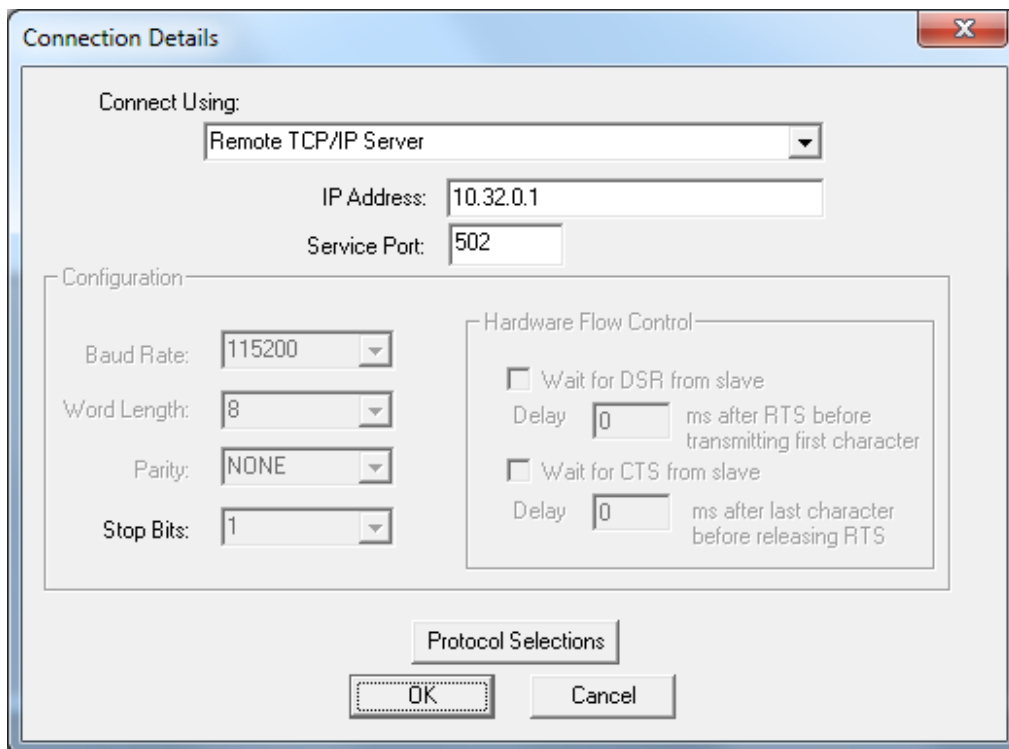 Connection Details
Connect Using:
Remote TCP/IP Server
IP Address: 10.32.0.1
Service Port: 502
Configuration
Baud Rate: 115200
Word Length: 8
Parity: NONE
Stop Bits: 1
Hardware Flow Control
Wait for DSR from slave
Delay 0 ms after RTS before
transmitting first character
Wait for CTS from slave
Delay 0 ms after last character
before releasing RTS
Protocol Selections
OK Cancel